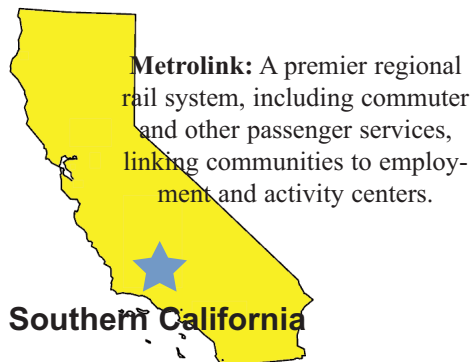 Metrolink: A premier regional
rail system, including commuter
and other passenger services,
linking communities to employ-
ment and activity centers.
Southern California